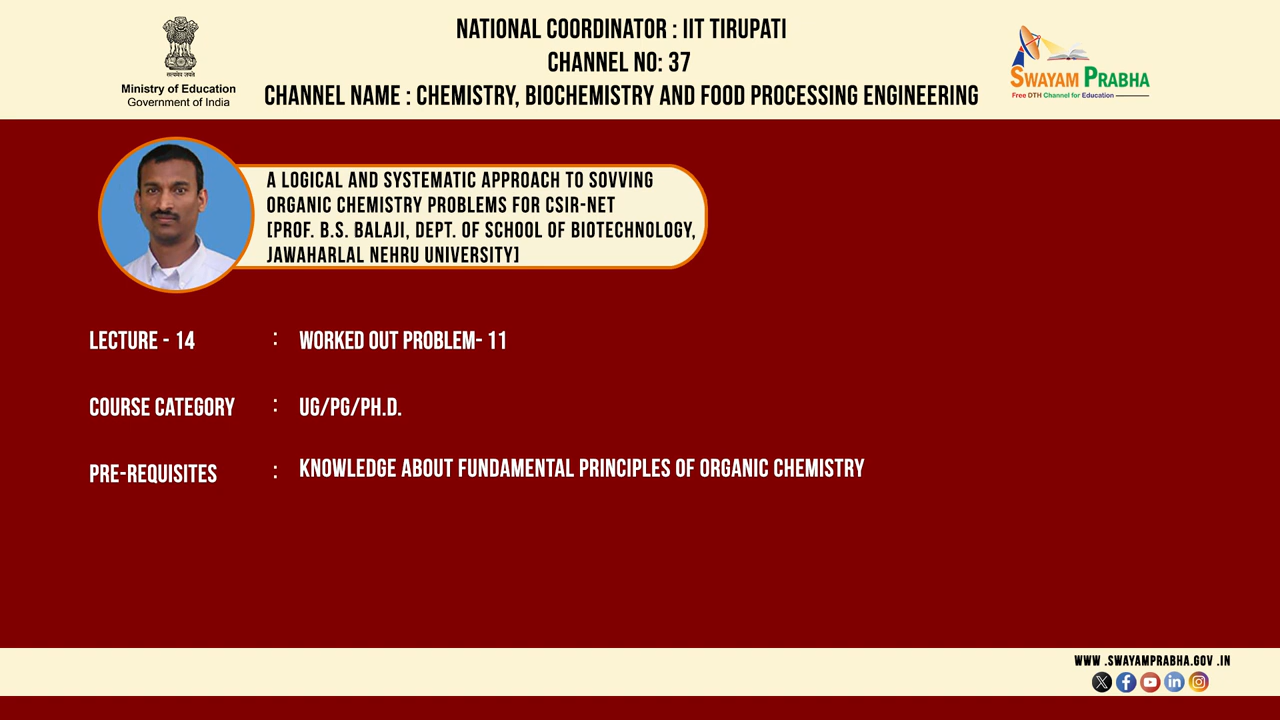 NATIONAL COORDINATOR : IIT TIRUPATI
CHANNEL NO: 37
CHANNEL NAME : CHEMISTRY, BIOCHEMISTRY AND FOOD PROCESSING ENGINEERING
सत्यमेव जयते
Ministry of Education
Government of India
SWAYAM PRABHA
Free DTH Channel for Education
A LOGICAL AND SYSTEMATIC APPROACH TO SOVVING
ORGANIC CHEMISTRY PROBLEMS FOR CSIR-NET
[PROF. B.S. BALAJI, DEPT. OF SCHOOL OF BIOTECHNOLOGY,
JAWAHARLAL NEHRU UNIVERSITY]
LECTURE - 14 : WORKED OUT PROBLEM- 11
COURSE CATEGORY : UG/PG/PH.D.
PRE-REQUISITES : KNOWLEDGE ABOUT FUNDAMENTAL PRINCIPLES OF ORGANIC CHEMISTRY
WWW .SWAYAMPRABHA.GOV .IN